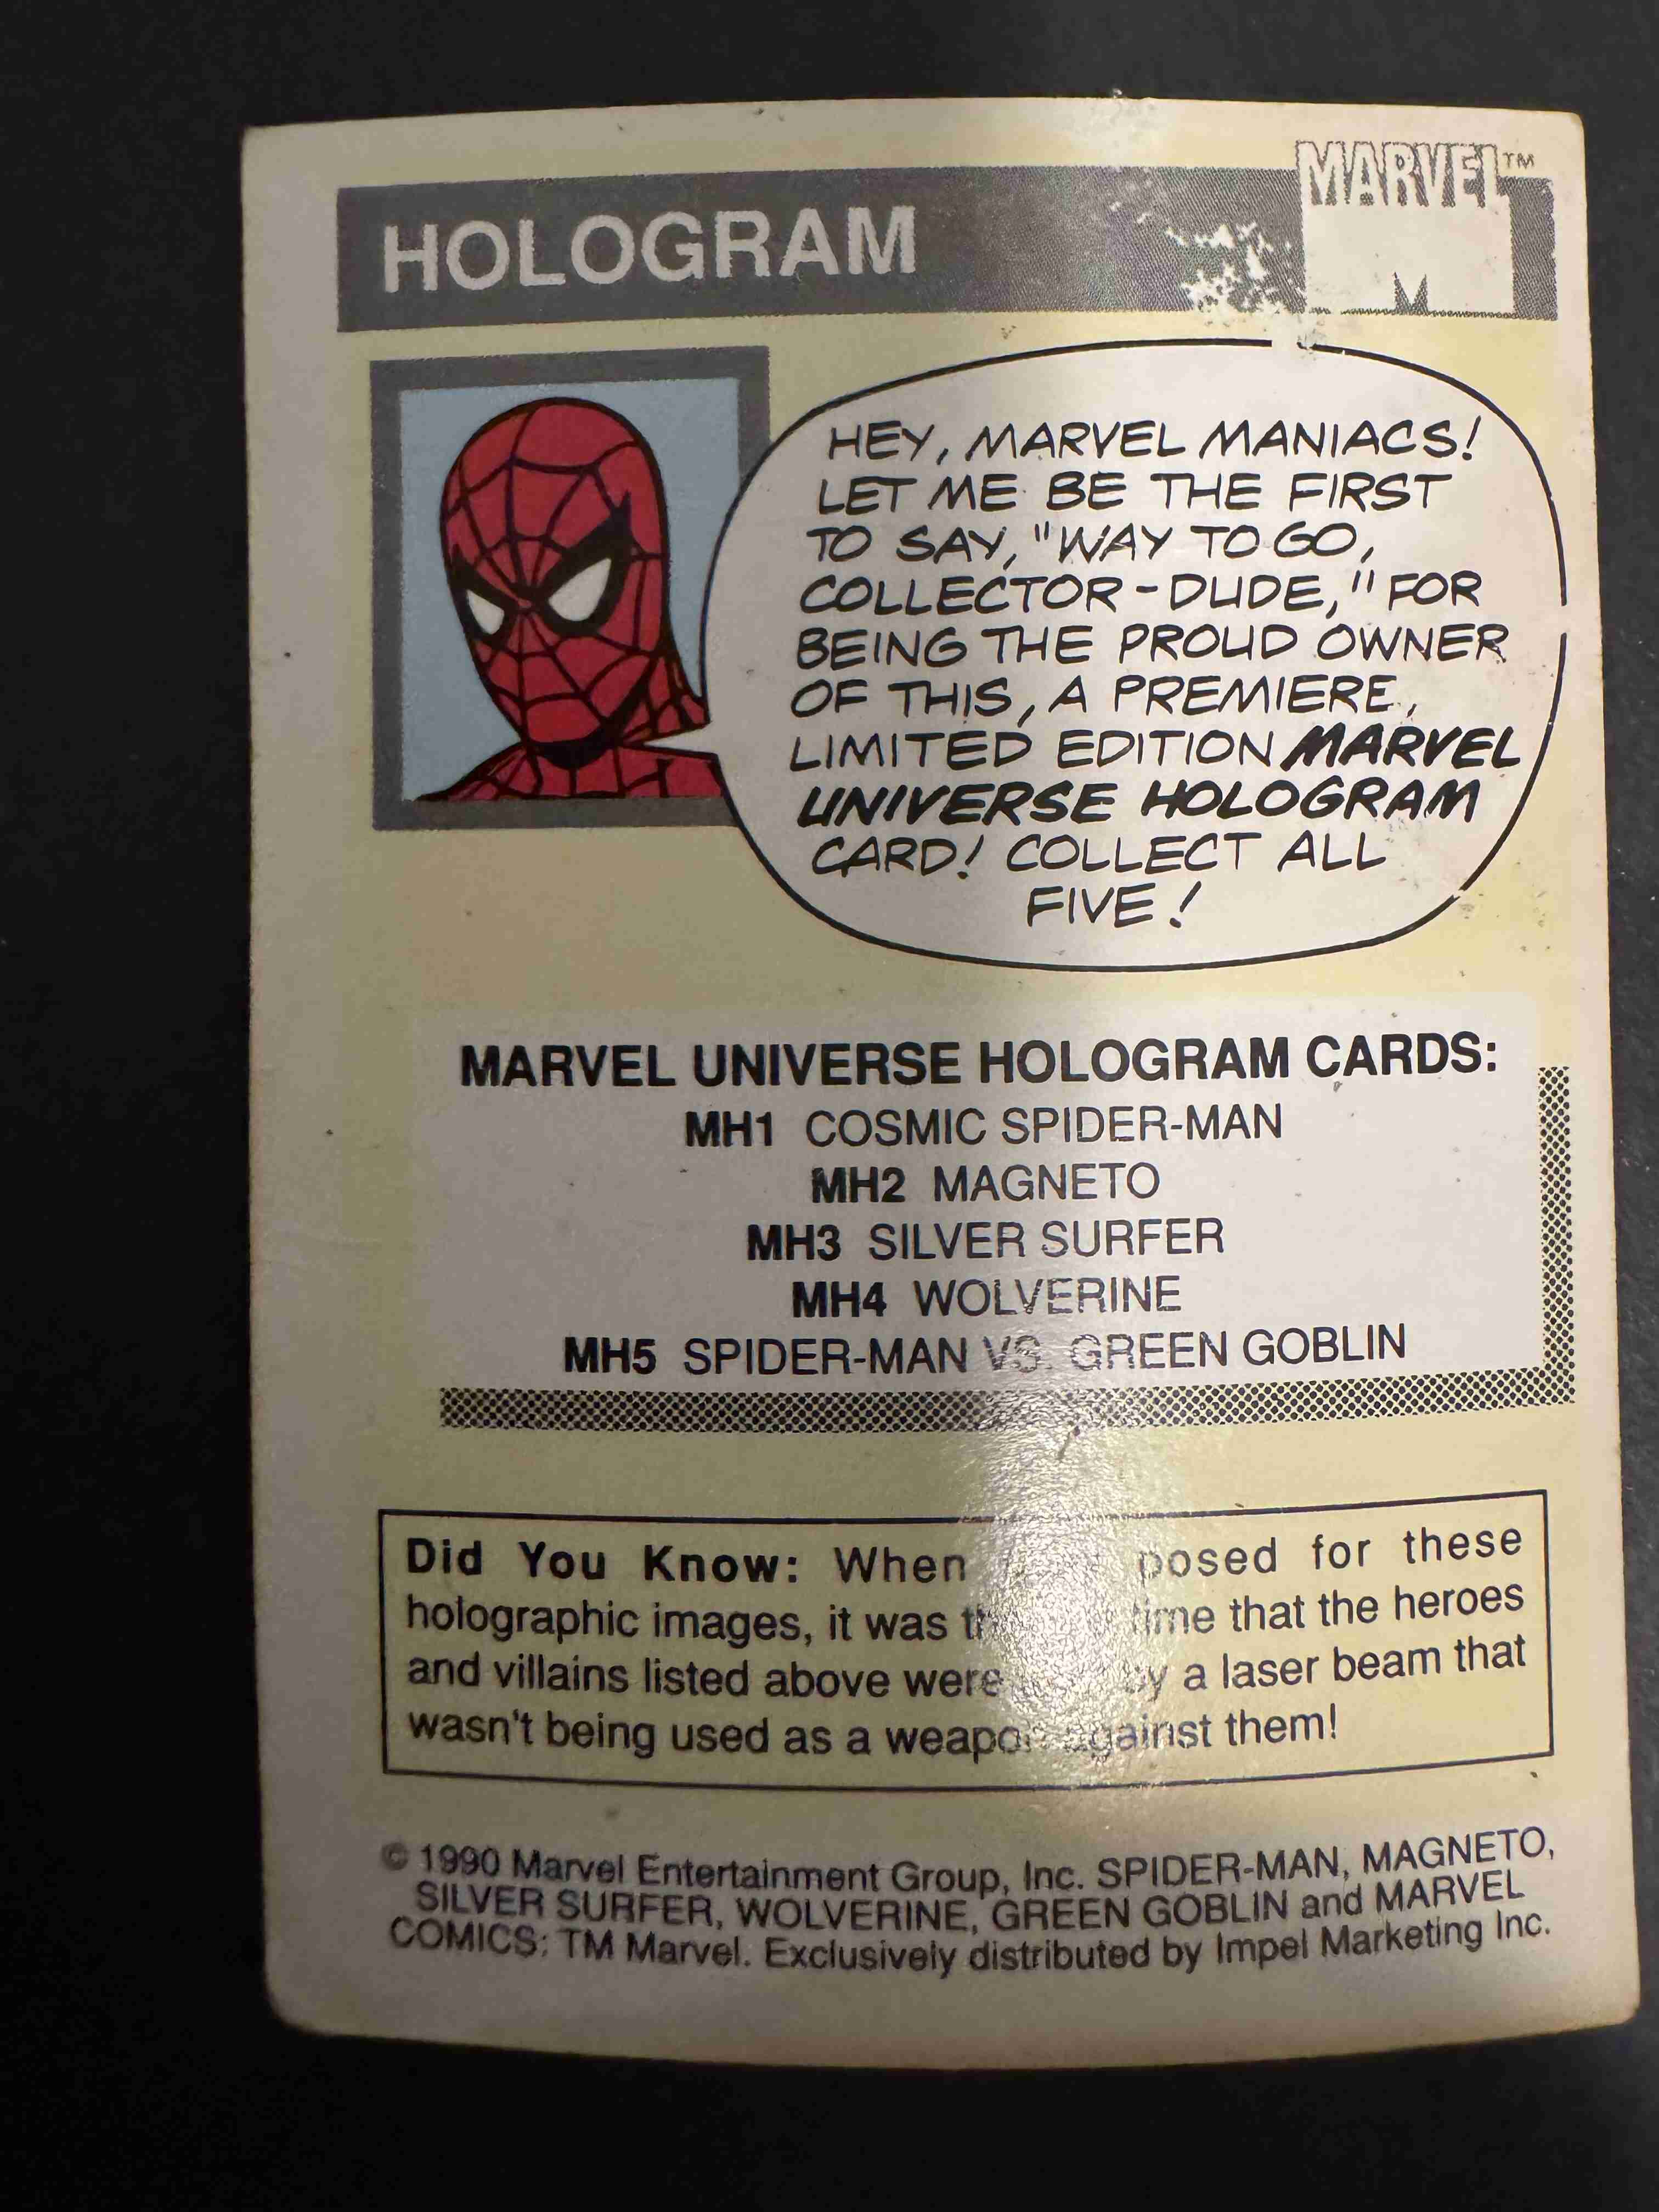 HOLOGRAM
MARVEL™
M
HEY, MARVEL MANIACS!
LET ME BE THE FIRST
TO SAY, "WAY TO GO,
COLLECTOR-DUDE," FOR
BEING THE PROUD OWNER
OF THIS, A PREMIERE,
LIMITED EDITION MARVEL
UNIVERSE HOLOGRAM
CARD! COLLECT ALL
FIVE!
MARVEL UNIVERSE HOLOGRAM CARDS:
MH1 COSMIC SPIDER-MAN
MH2 MAGNETO
MH3 SILVER SURFER
MH4 WOLVERINE
MH5 SPIDER-MAN VS. GREEN GOBLIN
Did You Know: When posed for these
holographic images, it was time that the heroes
and villains listed above were by a laser beam that
wasn't being used as a weapon against them!
© 1990 Marvel Entertainment Group, Inc. SPIDER-MAN, MAGNETO,
SILVER SURFER, WOLVERINE, GREEN GOBLIN and MARVEL
COMICS: TM Marvel. Exclusively distributed by Impel Marketing Inc.